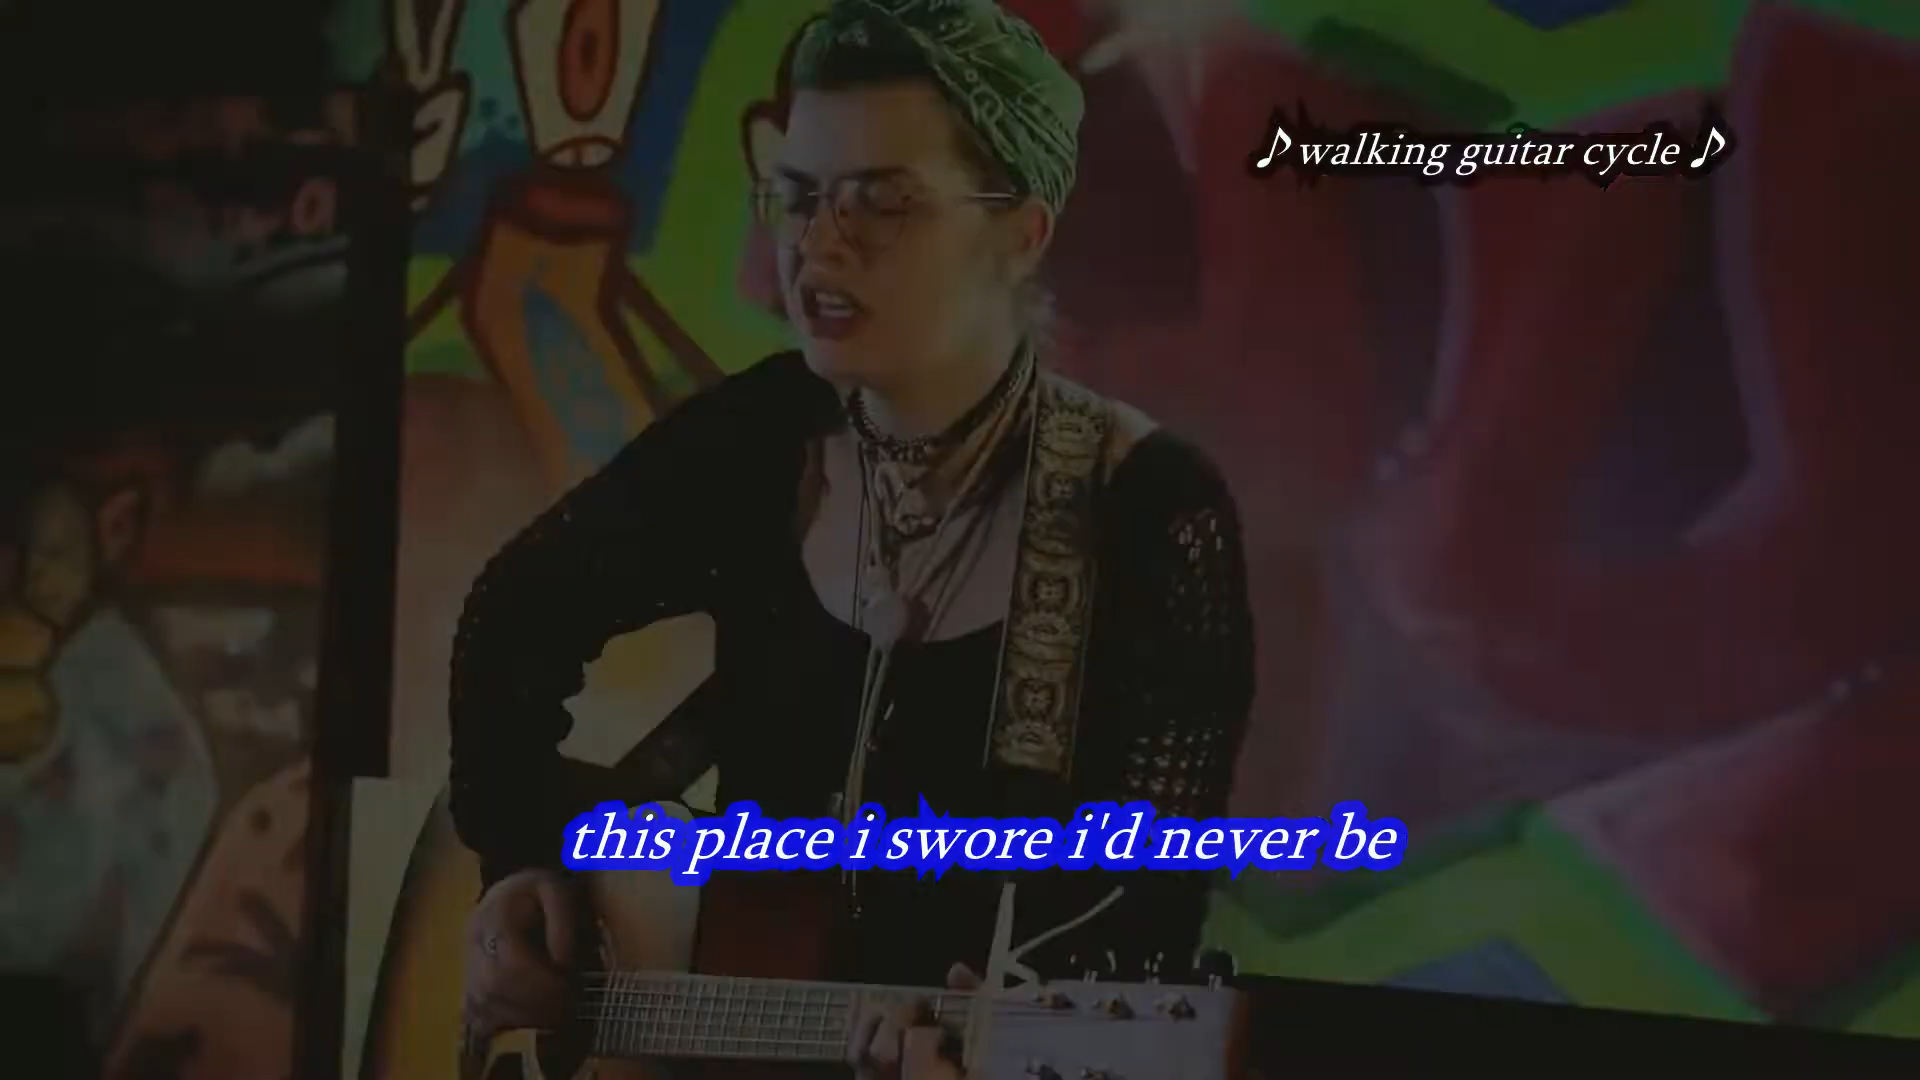 ♪ walking guitar cycle ♪
this place i swore i'd never be